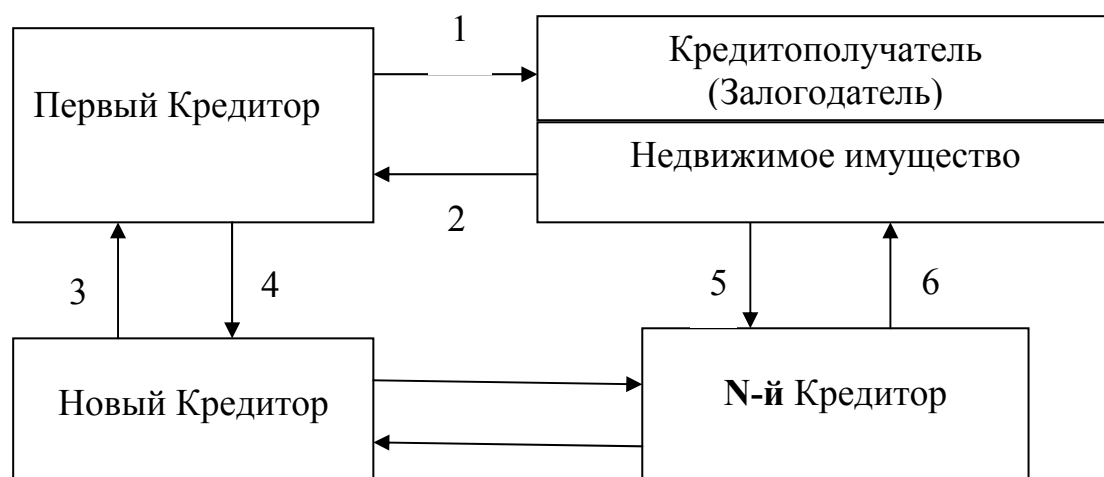 1
Кредитополучатель
(Залогодатель)
Первый Кредитор
Недвижимое имущество
2
3
4
5
6
Новый Кредитор
N-й Кредитор